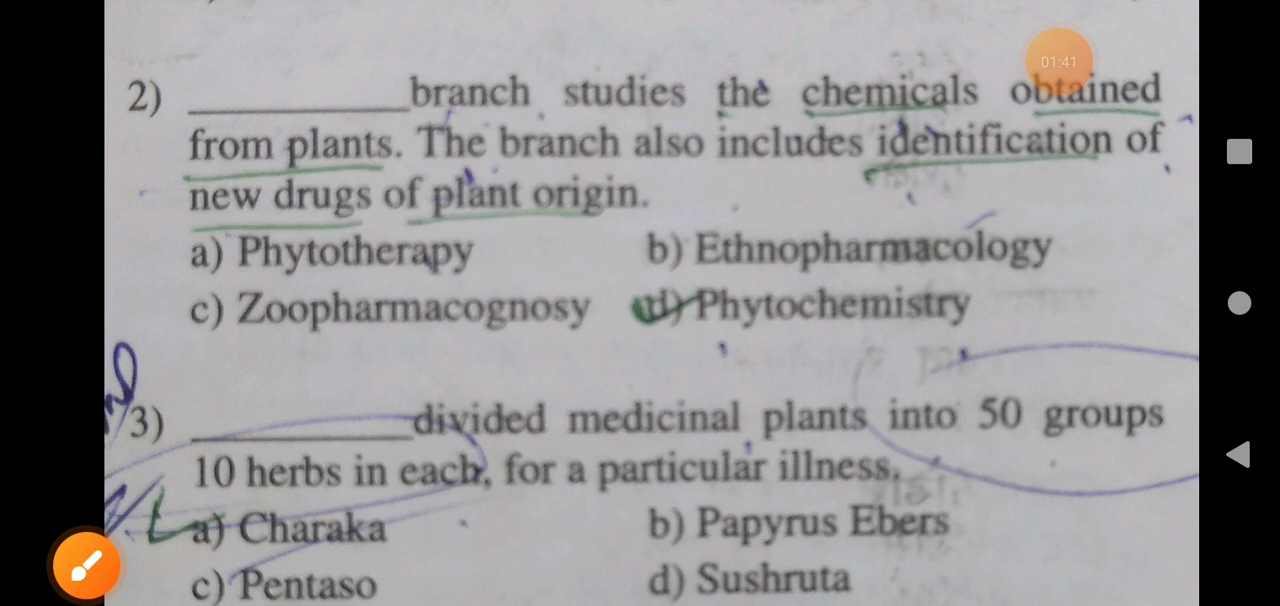 01:41
2) __________branch studies the chemicals obtained
from plants. The branch also includes identification of
new drugs of plant origin.
a) Phytotherapy b) Ethnopharmacology
c) Zoopharmacognosy d) Phytochemistry
3) __________divided medicinal plants into 50 groups
10 herbs in each, for a particular illness.
a) Charaka b) Papyrus Ebers
c) Pentaso d) Sushruta